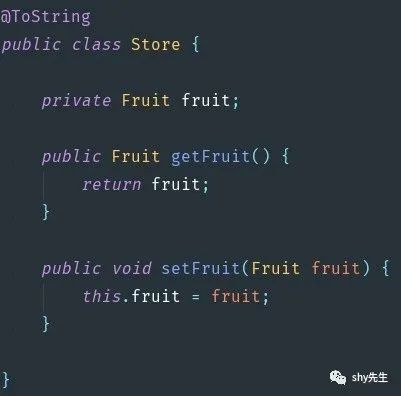 @ToString
public class Store {
private Fruit fruit;
public Fruit getFruit() {
return fruit;
}
public void setFruit(Fruit fruit) {
this.fruit = fruit;
}
}
shy先生